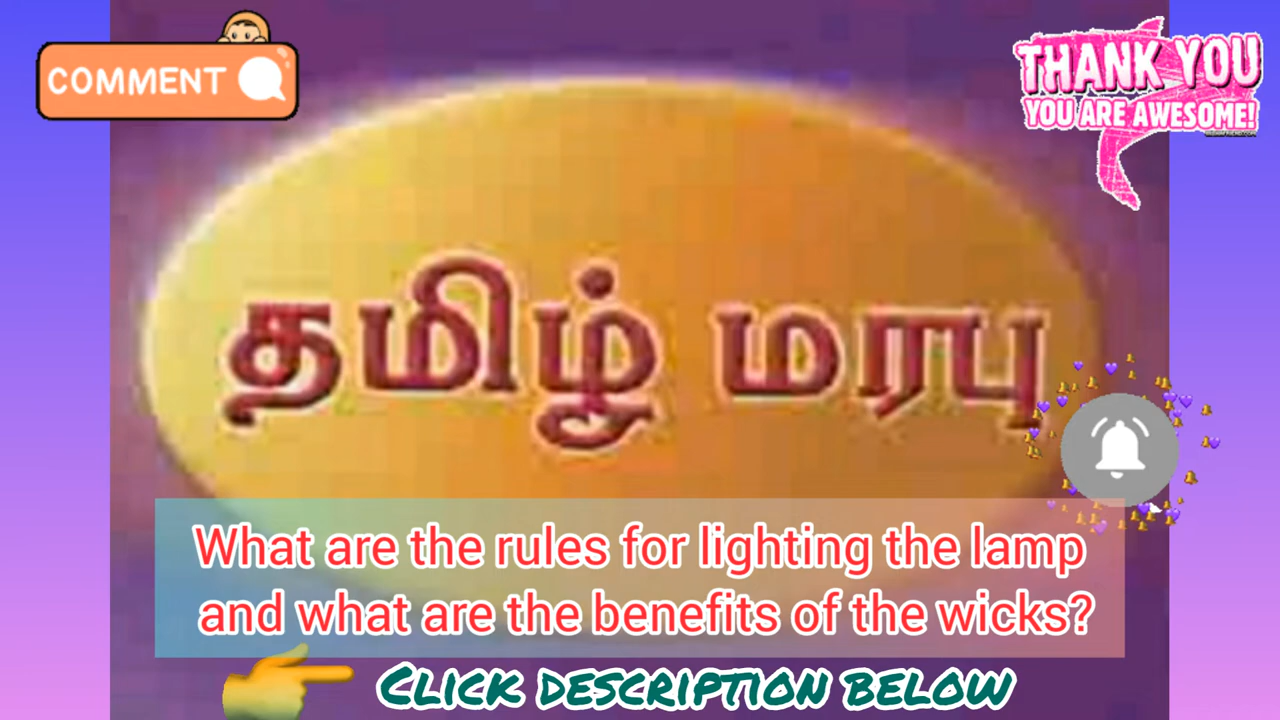 COMMENT
THANK YOU
YOU ARE AWESOME!
தமிழ் மரபு
What are the rules for lighting the lamp
and what are the benefits of the wicks?
CLICK DESCRIPTION BELOW